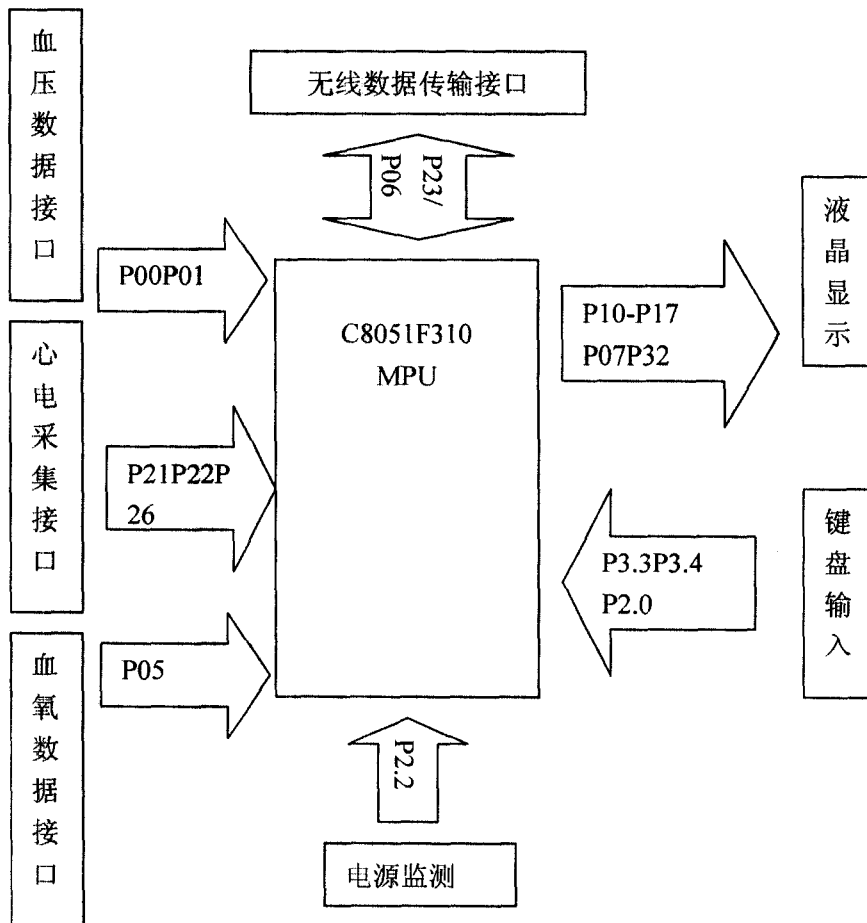 血压数据接口
无线数据传输接口
P23/
P06
液晶显示
P00P01
C8051F310
MPU
P10-P17
P07P32
心电采集接口
P21P22P
26
键盘输入
P3.3P3.4
P2.0
血氧数据接口
P05
P2.2
电源监测